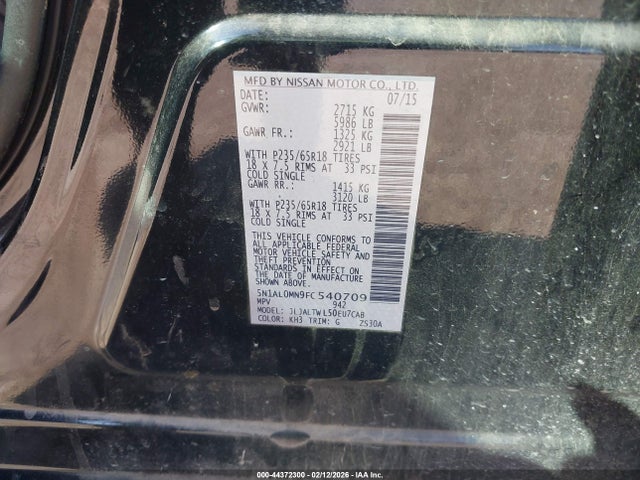 MFD BY NISSAN MOTOR CO., LTD.
DATE: 07/15
GVWR: 2715 KG
5986 LB
GAWR FR.: 1325 KG
2921 LB
WITH P235/65R18 TIRES
18 X 7.5 RIMS AT 33 PSI
COLD SINGLE
GAWR RR.: 1415 KG
3120 LB
WITH P235/65R18 TIRES
18 X 7.5 RIMS AT 33 PSI
COLD SINGLE
THIS VEHICLE CONFORMS TO
ALL APPLICABLE FEDERAL
MOTOR VEHICLE SAFETY AND
THEFT PREVENTION
STANDARDS IN EFFECT ON
THE DATE OF MANUFACTURE
SHOWN ABOVE.
5N1AL0MN9FC540709
MPV 942
MODEL: JLJALTWL50EU7CAB
COLOR: KH3 TRIM: G ZS30A
000-44372300 - 02/12/2026 - IAA Inc.